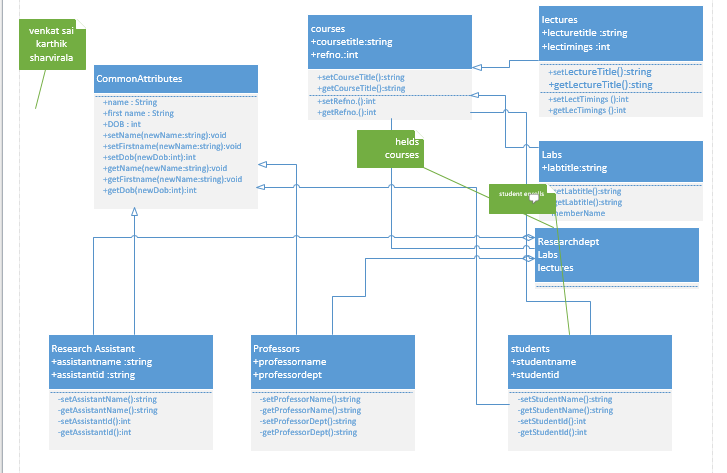 venkat sai
karthik
sharvirala
CommonAttributes
+name : String
+first name : String
+DOB : int
+setName(newName:string):void
+setFirstname(newName:string):void
+setDob(newDob:int):int
+getName(newName:string):void
+getFirstname(newName:string):void
+getDob(newDob:int):int
courses
+coursetitle:string
+refno.:int
+setCourseTitle():string
+getCourseTitle():string
+setRefno.():int
+getRefno.():int
lectures
+lecturetitle :string
+lectimings :int
+setLectureTitle():string
+getLectureTitle():sting
+setLectTimings ():int
+getLecTimings ():int
helds
courses
Labs
+labtitle:string
setLabtitle():string
getLabtitle():string
memberName
student enrolls
Researchdept
Labs
lectures
Research Assistant
+assistantname :string
+assistantid :string
-setAssistantName():string
-getAssistantName():string
-setAssistantId():int
-getAssistantId():int
Professors
+professorname
+professordept
-setProfessorName():string
-getProfessorName():string
-setProfessorDept():string
-getProfessorDept():string
students
+studentname
+studentid
-setStudentName():string
-getStudentName():string
-setStudentId():int
-getStudentId():int